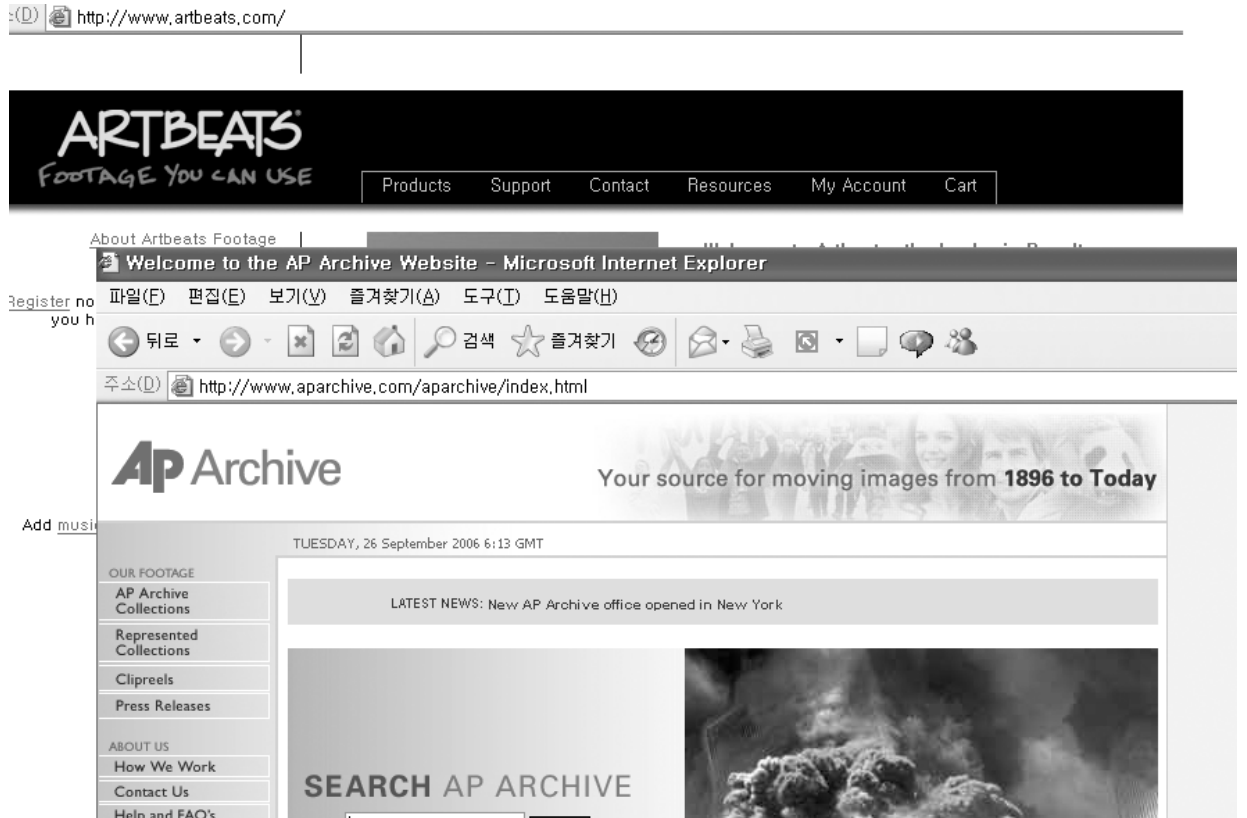 (D) http://www.artbeats.com/
ARTBEATS
FOOTAGE YOU CAN USE
Products Support Contact Resources My Account Cart
About Artbeats Footage
Register no
you h
Add musi
Welcome to the AP Archive Website - Microsoft Internet Explorer
파일(F) 편집(E) 보기(V) 즐겨찾기(A) 도구(T) 도움말(H)
뒤로 검색 즐겨찾기
주소(D) http://www.aparchive.com/aparchive/index.html
AP Archive
Your source for moving images from 1896 to Today
TUESDAY, 26 September 2006 6:13 GMT
OUR FOOTAGE
AP Archive
Collections
LATEST NEWS: New AP Archive office opened in New York
Represented
Collections
Clipreels
Press Releases
ABOUT US
How We Work
Contact Us
Help and FAQ's
SEARCH AP ARCHIVE